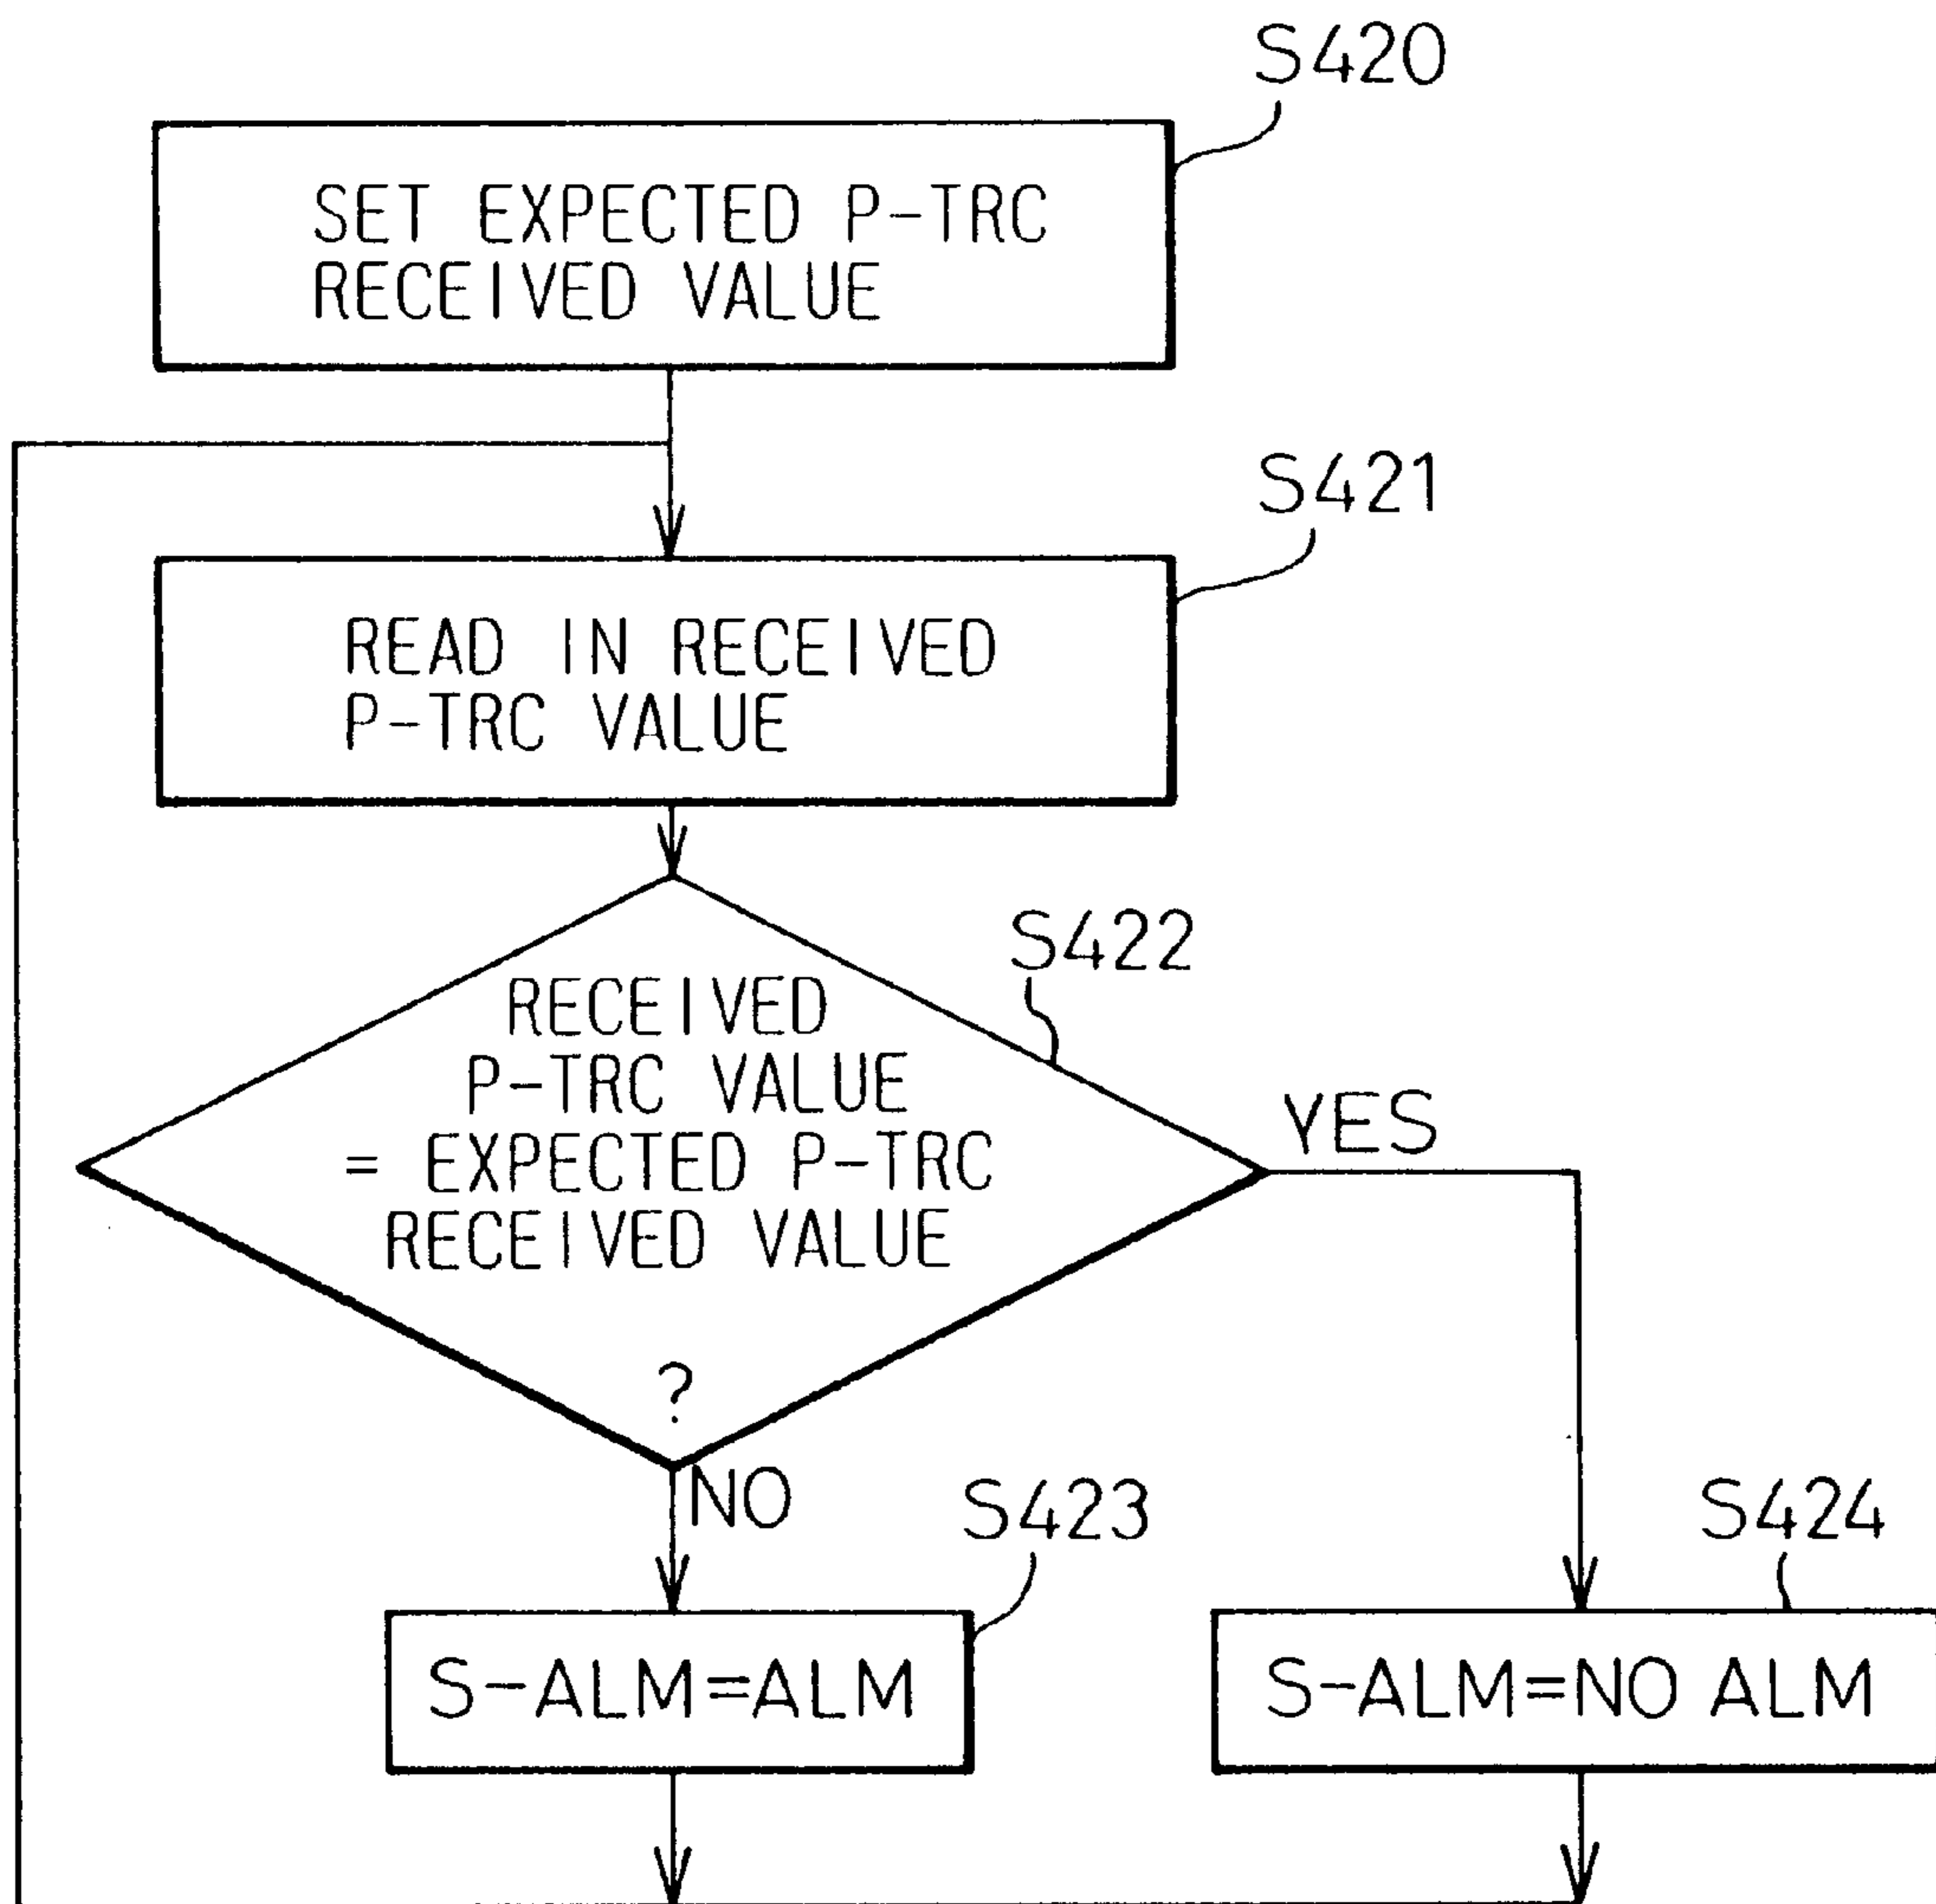 S420
SET EXPECTED P-TRC
RECEIVED VALUE
S421
READ IN RECEIVED
P-TRC VALUE
S422
RECEIVED
P-TRC VALUE
= EXPECTED P-TRC
RECEIVED VALUE
?
YES
NO
S423
S424
S-ALM=ALM
S-ALM=NO ALM